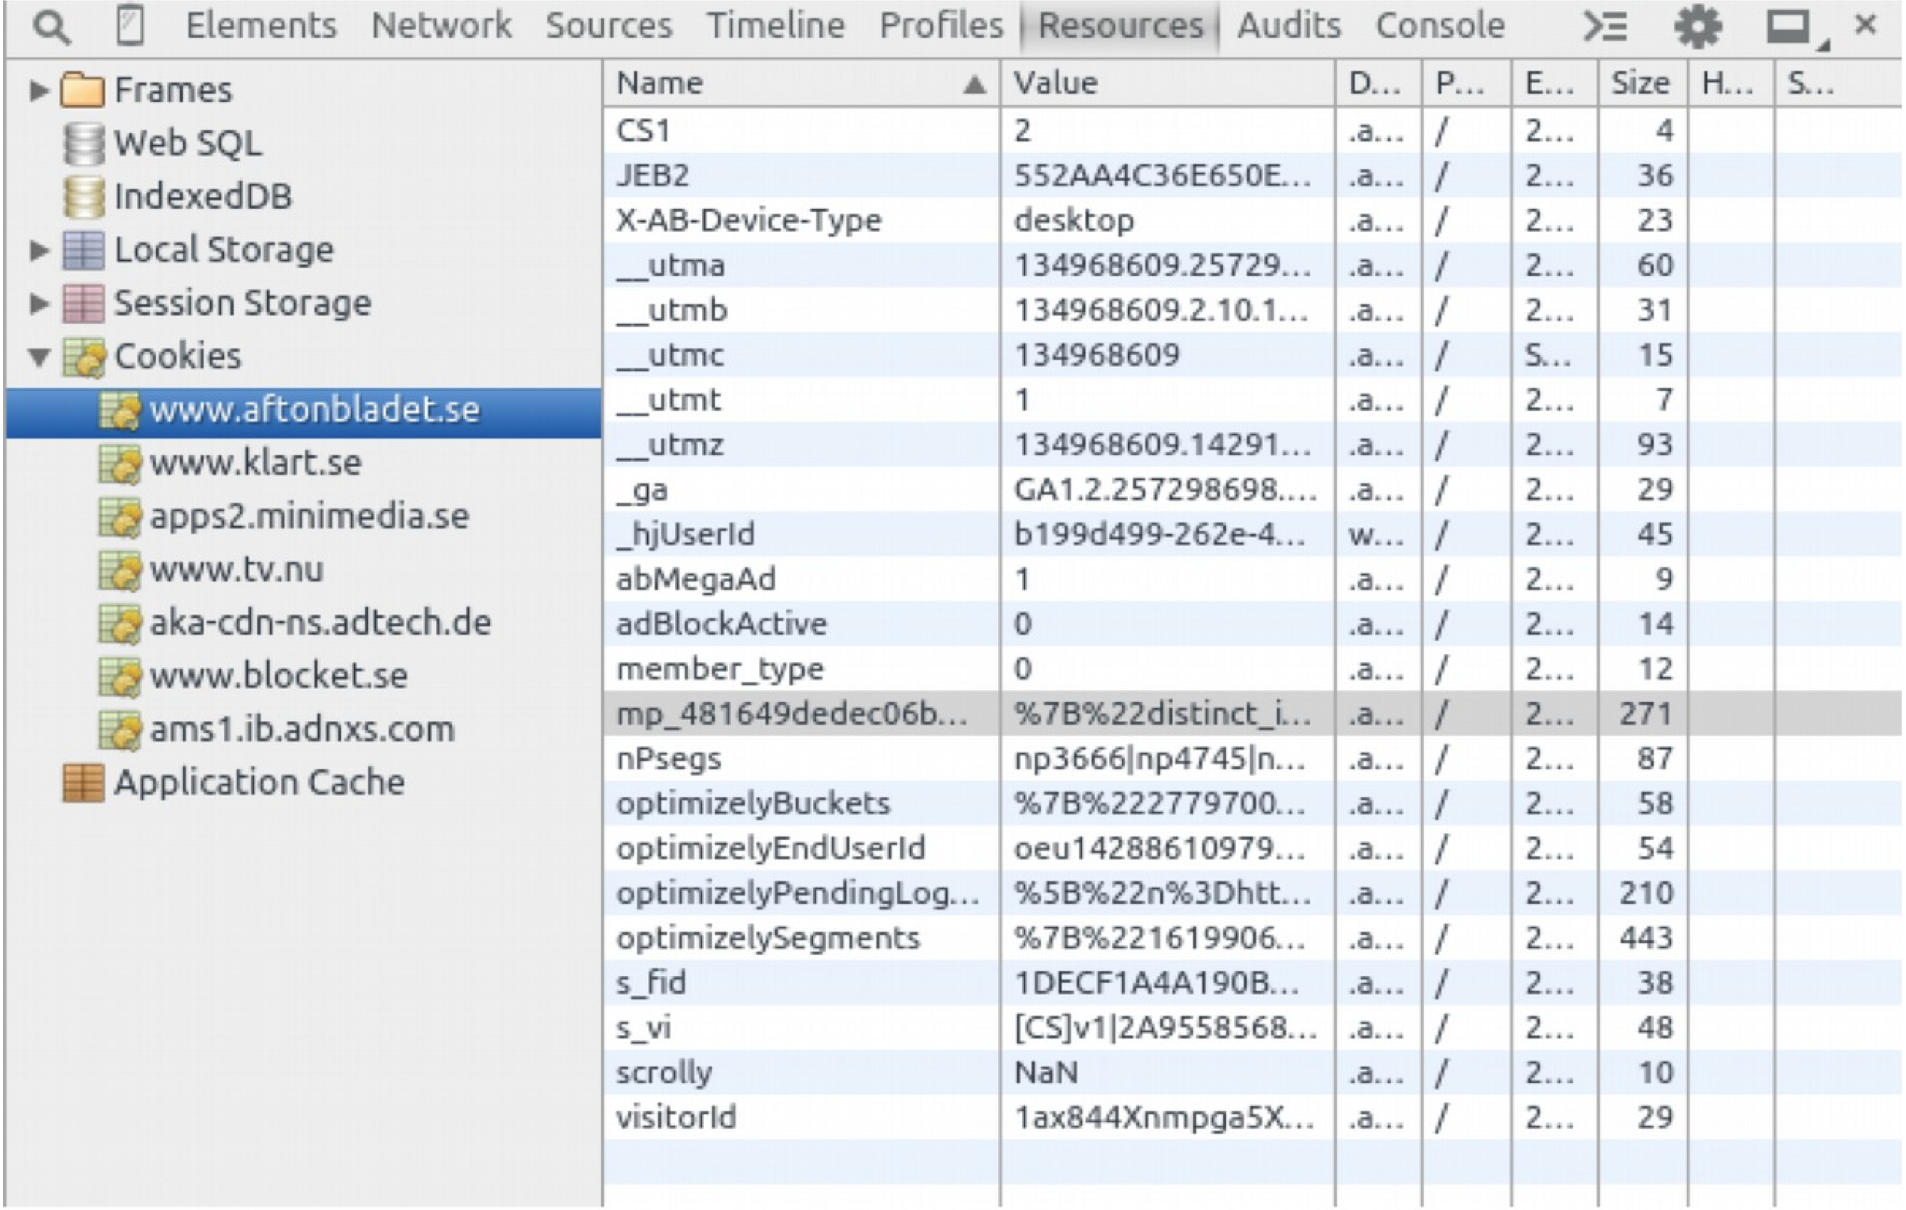 Elements Network Sources Timeline Profiles Resources Audits Console
Frames
Web SQL
IndexedDB
Local Storage
Session Storage
Cookies
www.aftonbladet.se
www.klart.se
apps2.minimedia.se
www.tv.nu
aka-cdn-ns.adtech.de
www.blocket.se
ams1.ib.adnxs.com
Application Cache
Name Value D... P... E... Size H... S...
CS1 2 .a... / 2... 4
JEB2 552AA4C36E650E... .a... / 2... 36
X-AB-Device-Type desktop .a... / 2... 23
__utma 134968609.25729... .a... / 2... 60
__utmb 134968609.2.10.1... .a... / 2... 31
__utmc 134968609 .a... / S... 15
__utmt 1 .a... / 2... 7
__utmz 134968609.14291... .a... / 2... 93
_ga GA1.2.257298698.... .a... / 2... 29
_hjUserId b199d499-262e-4... w... / 2... 45
abMegaAd 1 .a... / 2... 9
adBlockActive 0 .a... / 2... 14
member_type 0 .a... / 2... 12
mp_481649dedec06b... %7B%22distinct_i... .a... / 2... 271
nPsegs np3666|np4745|n... .a... / 2... 87
optimizelyBuckets %7B%222779700... .a... / 2... 58
optimizelyEndUserId oeu14288610979... .a... / 2... 54
optimizelyPendingLog... %5B%22n%3Dhtt... .a... / 2... 210
optimizelySegments %7B%221619906... .a... / 2... 443
s_fid 1DECF1A4A190B... .a... / 2... 38
s_vi [CS]v1|2A9558568... .a... / 2... 48
scrolly NaN .a... / 2... 10
visitorId 1ax844Xnmpga5X... .a... / 2... 29